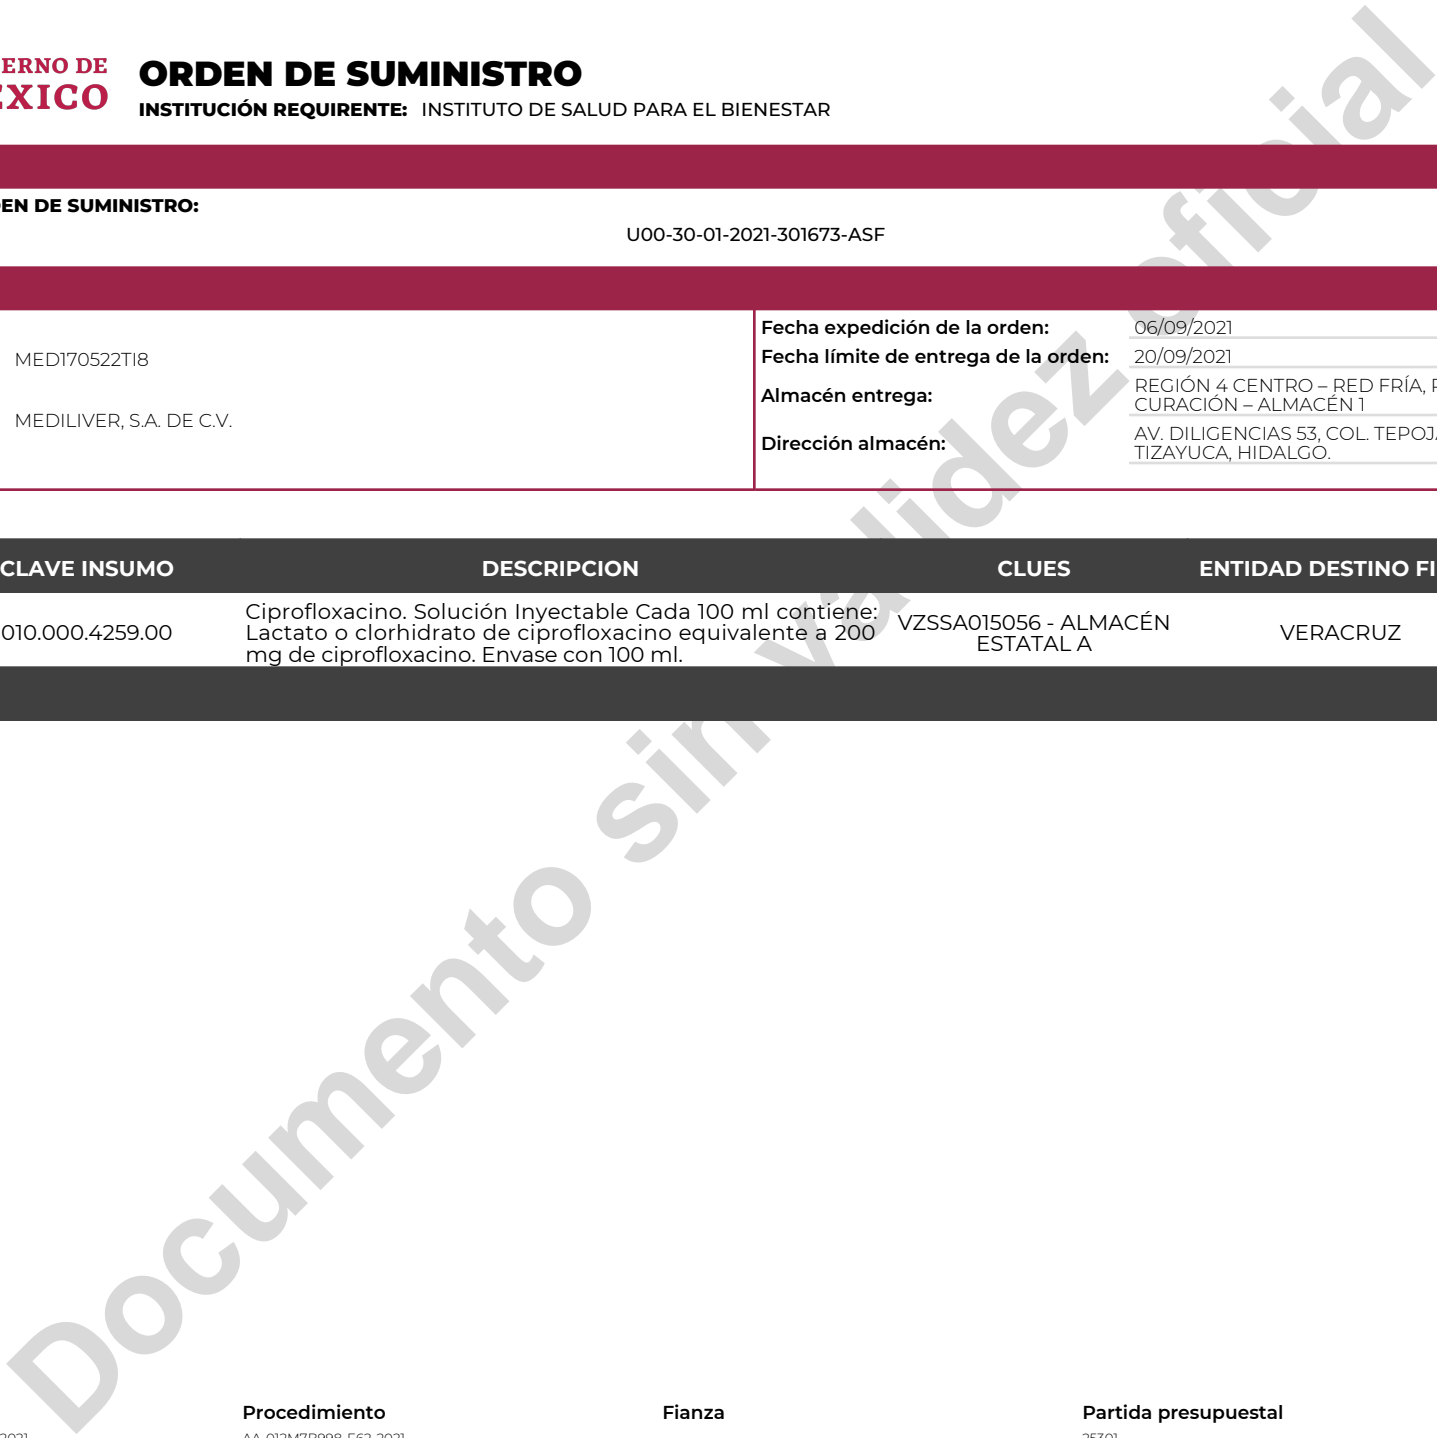 ERNO DE
EXICO
ORDEN DE SUMINISTRO
INSTITUCIÓN REQUIRENTE: INSTITUTO DE SALUD PARA EL BIENESTAR
EN DE SUMINISTRO:
U00-30-01-2021-301673-ASF
MED170522TI8
MEDILIVER, S.A. DE C.V.
Fecha expedición de la orden: 06/09/2021
Fecha límite de entrega de la orden: 20/09/2021
Almacén entrega: REGIÓN 4 CENTRO – RED FRÍA,
CURACIÓN – ALMACÉN 1
Dirección almacén: AV. DILIGENCIAS 53, COL. TEPOJA
TIZAYUCA, HIDALGO.
CLAVE INSUMO DESCRIPCION CLUES ENTIDAD DESTINO FI
010.000.4259.00
Ciprofloxacino. Solución Inyectable Cada 100 ml contiene:
Lactato o clorhidrato de ciprofloxacino equivalente a 200
mg de ciprofloxacino. Envase con 100 ml.
VZSSA015056 - ALMACÉN
ESTATAL A
VERACRUZ
Documento sin validez oficial
Procedimiento Fianza Partida presupuestal